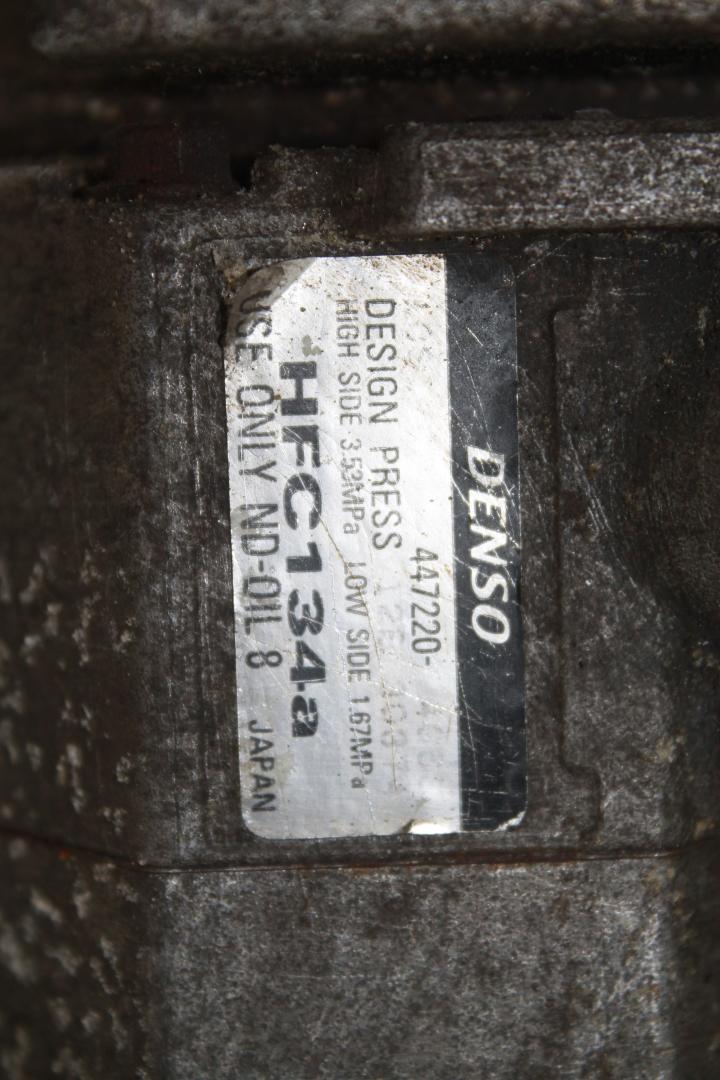 DENSO
447220-
DESIGN PRESS
HIGH SIDE 3.53MPa LOW SIDE 1.67MPa
HFC134a
USE ONLY ND-OIL 8 JAPAN